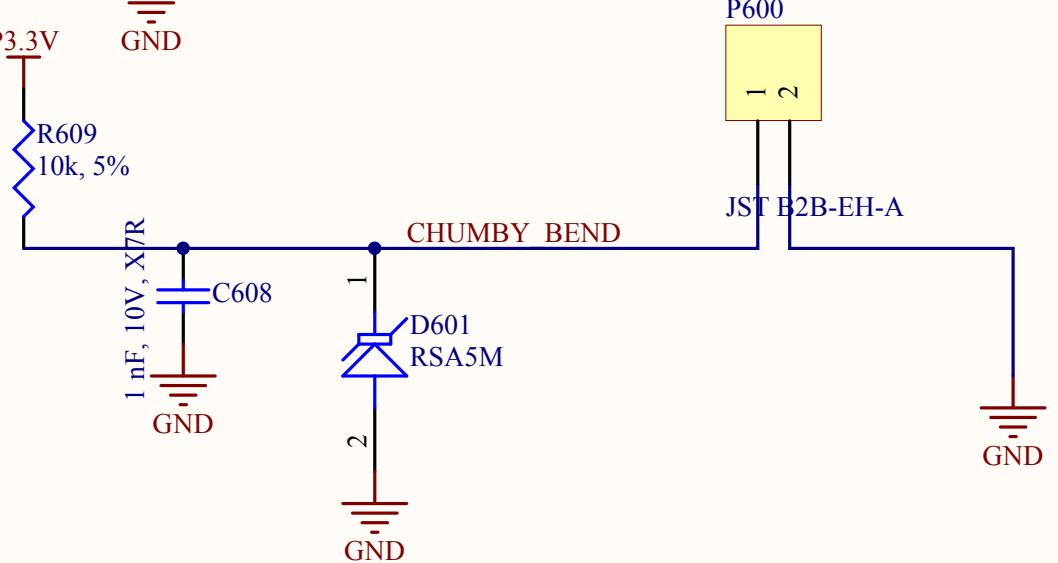 P600
GND
P3.3V
1
2
R609
10k, 5%
JST B2B-EH-A
CHUMBY_BEND
1 nF, 10V, X7R
C608
1
D601
RSA5M
GND
2
GND
GND